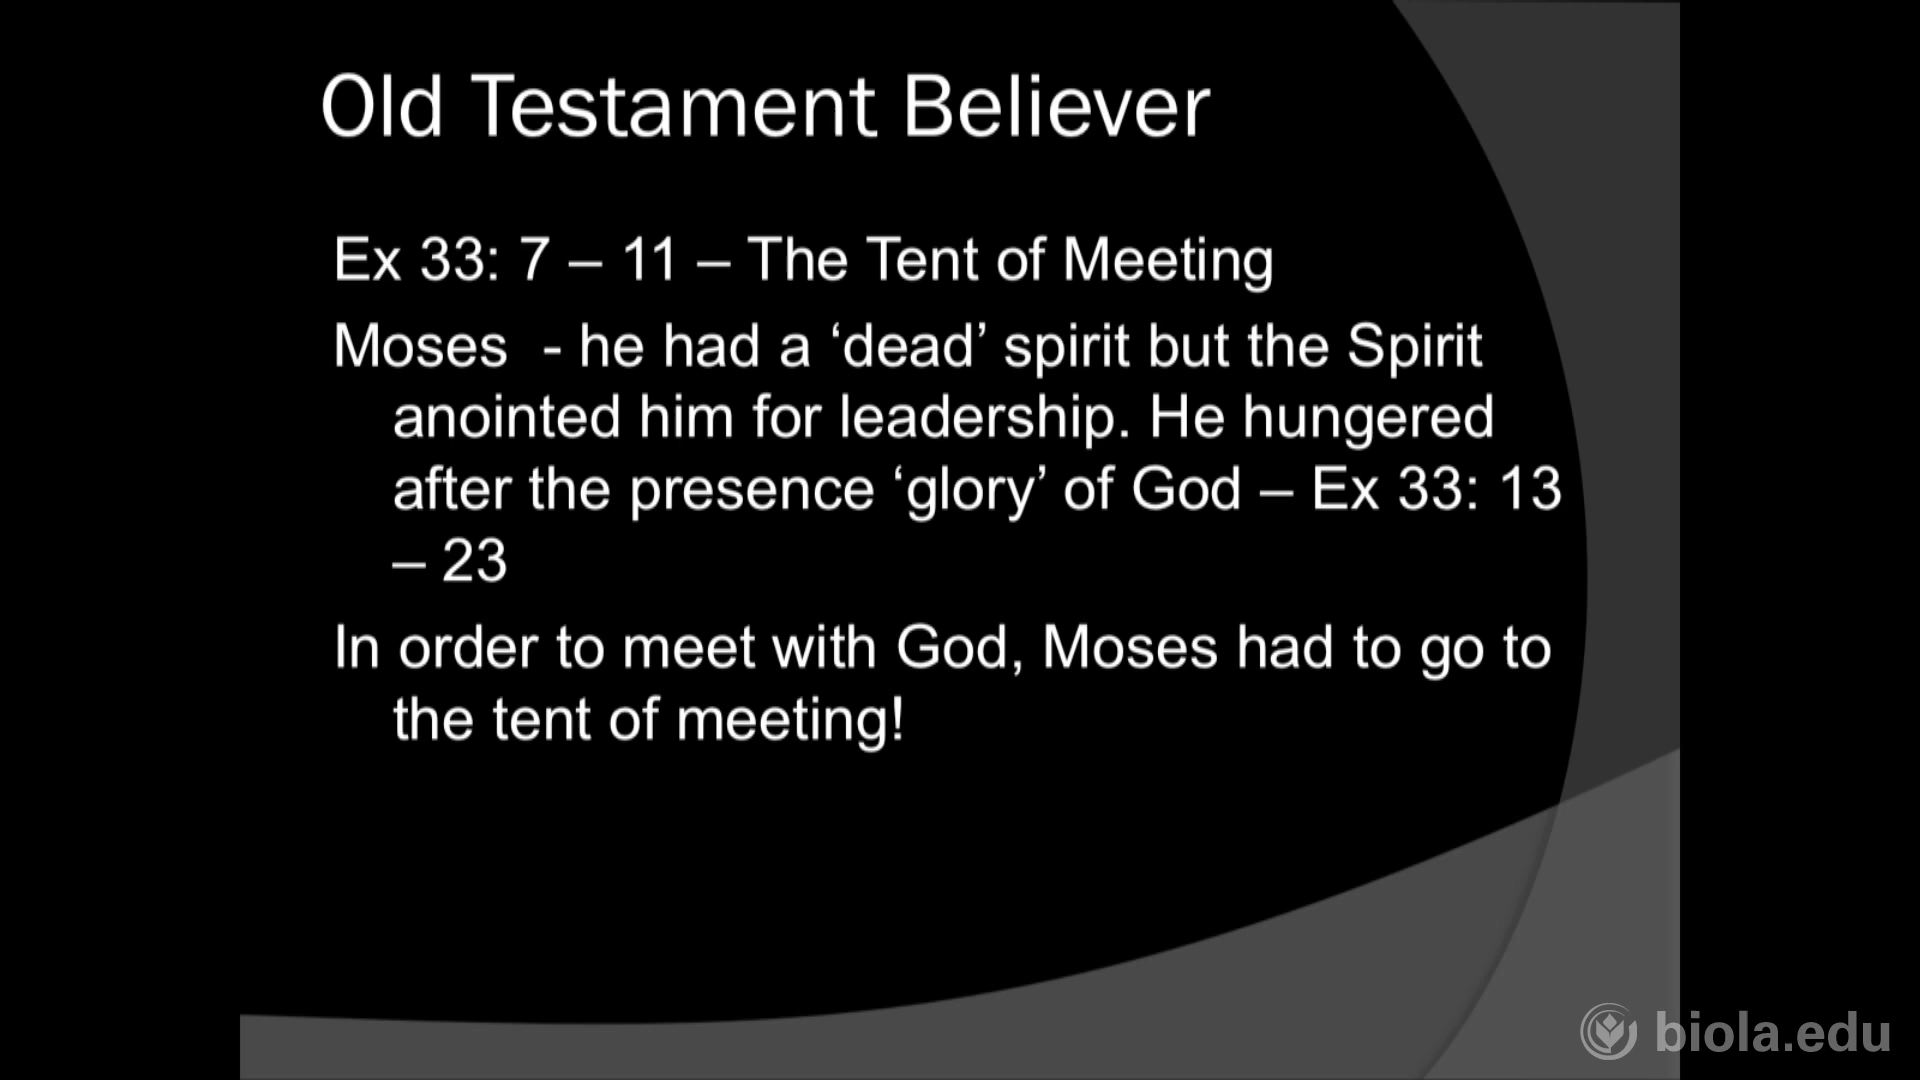 Old Testament Believer
Ex 33: 7 – 11 – The Tent of Meeting
Moses  - he had a ‘dead’ spirit but the Spirit
anointed him for leadership. He hungered
after the presence ‘glory’ of God – Ex 33: 13
– 23
In order to meet with God, Moses had to go to
the tent of meeting!
biola.edu